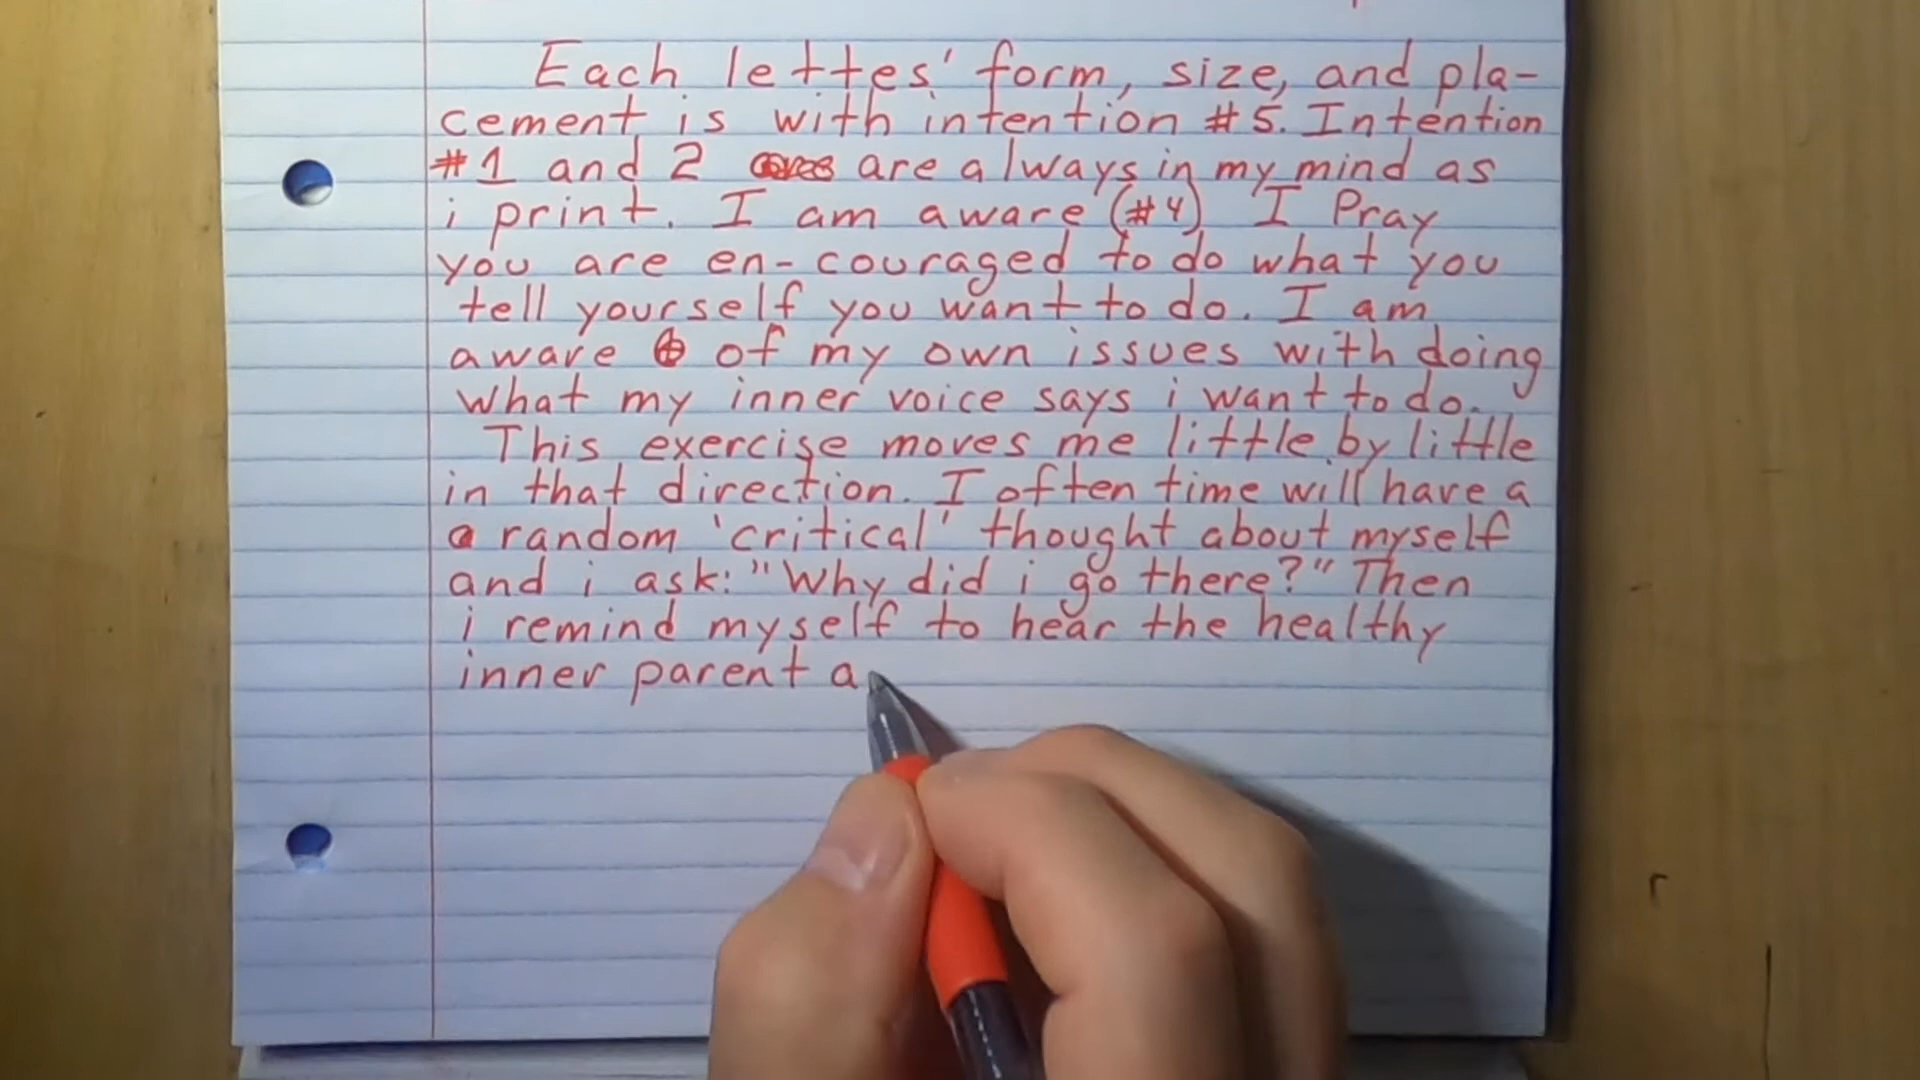 Each lettes' form, size, and pla-
cement is with intention #5. Intention
#1 and 2 are always in my mind as
i print. I am aware (#4) I Pray
you are en-couraged to do what you
tell yourself you want to do. I am
aware of my own issues with doing
what my inner voice says i want to do.
This exercise moves me little by little
in that direction. I often time will have a
a random 'critical' thought about myself
and i ask: "Why did i go there?" Then
i remind myself to hear the healthy
inner parent a